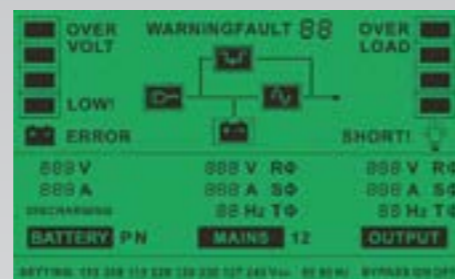 OVER VOLT
WARNINGFAULT 88
OVER LOAD
LOW!
ERROR
SHORT!
888 V
888 V RΦ
888 V RΦ
888 A
888 A SΦ
888 A SΦ
DISCHARGING
88 Hz TΦ
88 Hz TΦ
BATTERY PN
MAINS 12
OUTPUT